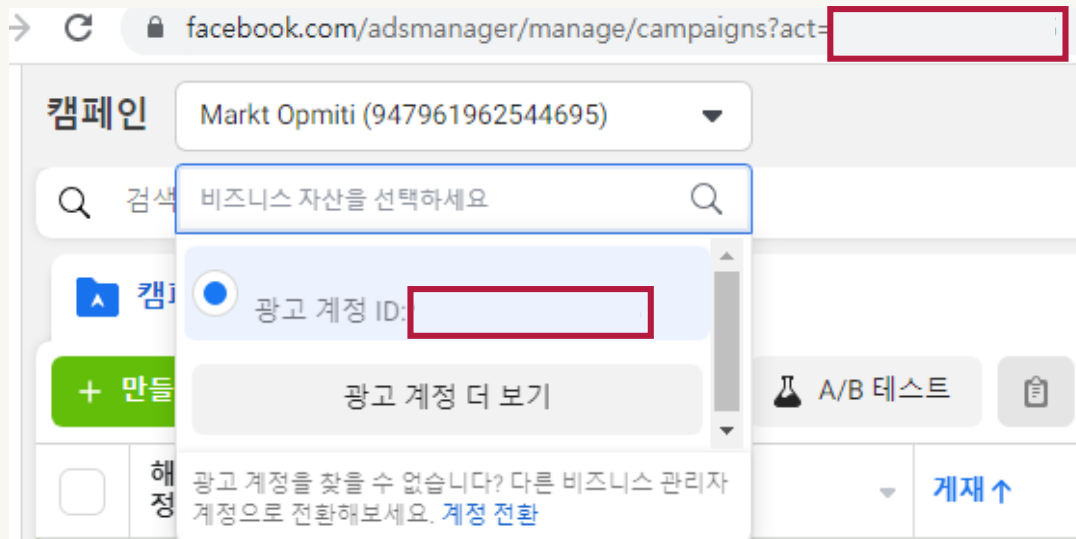 facebook.com/adsmanager/manage/campaigns?act=
캠페인 Markt Opmiti (947961962544695)
검색 비즈니스 자산을 선택하세요
광고 계정 ID:
+ 만들
광고 계정 더 보기
A/B 테스트
광고 계정을 찾을 수 없습니다? 다른 비즈니스 관리자
계정으로 전환해보세요. 계정 전환
해
정
게재↑